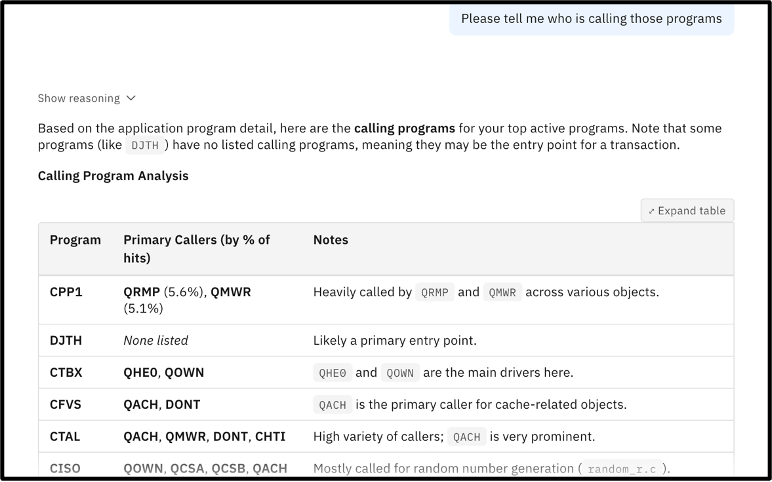 Please tell me who is calling those programs
Show reasoning
Based on the application program detail, here are the calling programs for your top active programs. Note that some
programs (like DJTH ) have no listed calling programs, meaning they may be the entry point for a transaction.
Calling Program Analysis
Expand table
Program Primary Callers (by % of hits) Notes
CPP1 QRMP (5.6%), QMWR (5.1%) Heavily called by QRMP and QMWR across various objects.
DJTH None listed Likely a primary entry point.
CTBX QHE0, QOWN QHE0 and QOWN are the main drivers here.
CFVS QACH, DONT QACH is the primary caller for cache-related objects.
CTAL QACH, QMWR, DONT, CHTI High variety of callers; QACH is very prominent.
CISO QOWN, QCSA, QCSB, QACH Mostly called for random number generation ( random_r.c ).